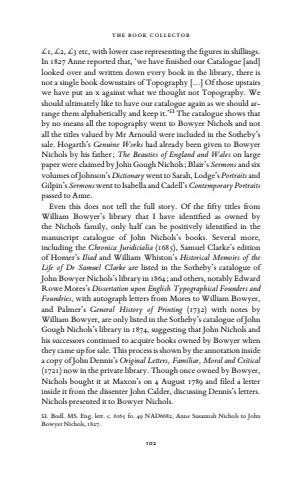 THE BOOK COLLECTOR
£1, £2, £3 etc, with lower case representing the figures in shillings.
In 1827 Anne reported that, ‘we have finished our Catalogue [and]
looked over and written down every book in the library, there is
not a single book downstairs of Topography [...] Of those upstairs
we have put an x against what we thought not Topography. We
should ultimately like to have our catalogue again as we should ar-
range them alphabetically and keep it.’52 The catalogue shows that
by no means all the topography went to Bowyer Nichols and not
all the titles valued by Mr Arnould were included in the Sotheby’s
sale. Hogarth’s Genuine Works had already been given to Bowyer
Nichols by his father; The Beauties of England and Wales on large
paper were claimed by John Gough Nichols; Blair’s Sermons and six
volumes of Johnson’s Dictionary went to Sarah, Lodge’s Portraits and
Gilpin’s Sermons went to Isabella and Cadell’s Contemporary Portraits
passed to Anne.
Even this does not tell the full story. Of the fifty titles from
William Bowyer’s library that I have identified as owned by
the Nichols family, only half can be positively identified in the
manuscript catalogue of John Nichols’s books. Several more,
including the Chronica Juridicialia (1685), Samuel Clarke’s edition
of Homer’s Iliad and William Whiston’s Historical Memoirs of the
Life of Dr Samuel Clarke are listed in the Sotheby’s catalogue of
John Bowyer Nichols’s library in 1864; and others, notably Edward
Rowe Mores’s Dissertation upon English Typographical Founders and
Foundries, with autograph letters from Mores to William Bowyer,
and Palmer’s General History of Printing (1732) with notes by
William Bowyer, are only listed in the Sotheby’s catalogue of John
Gough Nichols’s library in 1874, suggesting that John Nichols and
his successors continued to acquire books owned by Bowyer when
they came up for sale. This process is shown by the annotation inside
a copy of John Dennis’s Original Letters, Familiar, Moral and Critical
(1721) now in the private library. Though once owned by Bowyer,
Nichols bought it at Maxon’s on 4 August 1789 and filed a letter
inside it from the dissenter John Calder, discussing Dennis’s letters.
Nichols presented it to Bowyer Nichols.
52. Bodl. MS. Eng. lett. c. 6165 fo. 49 NAD6682, Anne Susannah Nichols to John
Bowyer Nichols, 1827.
102